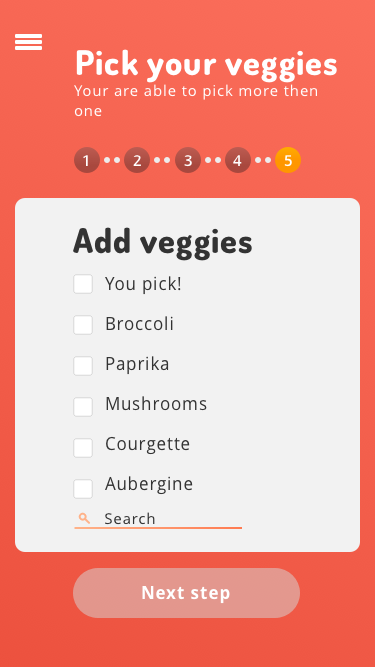 Pick your veggies
Your are able to pick more then
one
1 2 3 4 5
Add veggies
You pick!
Broccoli
Paprika
Mushrooms
Courgette
Aubergine
Search
Next step